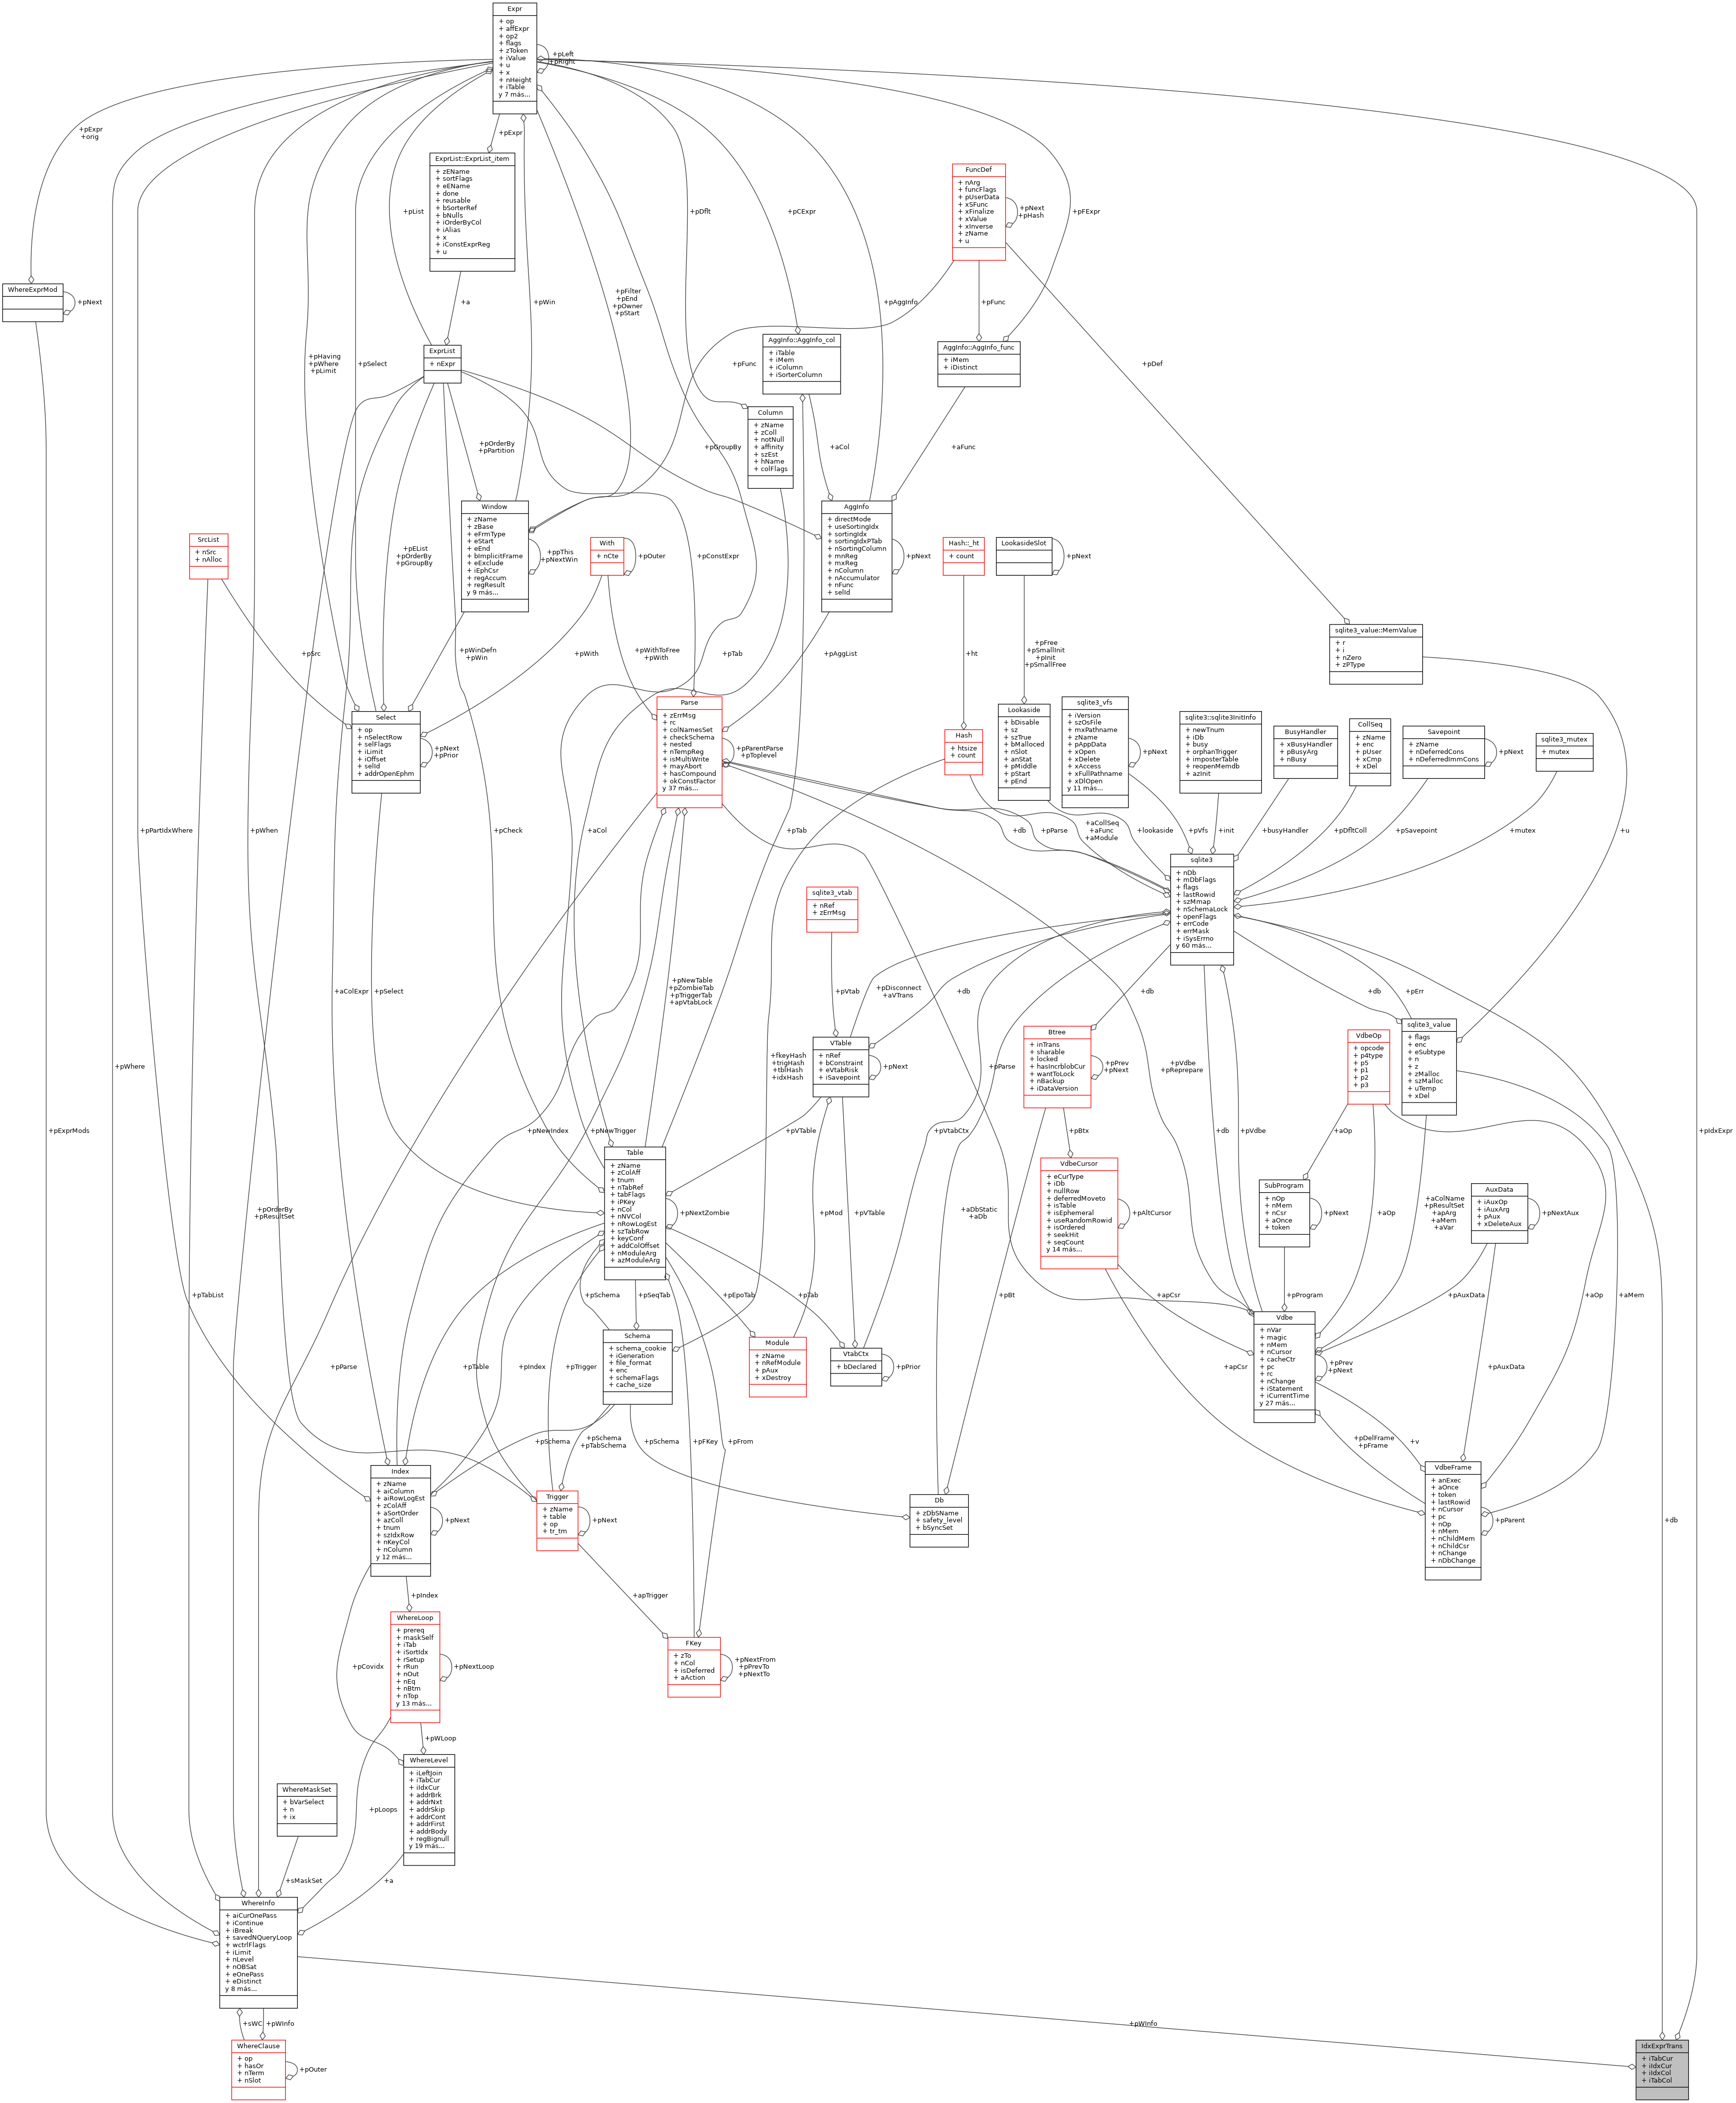 Expr
+ op
+ affExpr
+ op2
+ flags
+ zToken
+ iValue
+ u
+ x
+ nHeight
+ iTable
y 7 más...
+pLeft
+pRight
+pExpr
+orig
+pExpr
ExprList::ExprList_item
+ zEName
+ sortFlags
+ eEName
+ done
+ reusable
+ bSorterRef
+ bNulls
+ iOrderByCol
+ iAlias
+ x
+ iConstExprReg
+ u
FuncDef
+ nArg
+ funcFlags
+ pUserData
+ xSFunc
+ xFinalize
+ xValue
+ xInverse
+ zName
+ u
+pNext
+pHash
+pList
+pDflt
+pCExpr
+pFExpr
WhereExprMod
+pNext
+a
+pWin
+pFilter
+pEnd
+pOwner
+pStart
+pAggInfo
+pFunc
AggInfo::AggInfo_col
+ iTable
+ iMem
+ iColumn
+ iSorterColumn
AggInfo::AggInfo_func
+ iMem
+ iDistinct
ExprList
+ nExpr
+pHaving
+pWhere
+pLimit
+pSelect
+pFunc
+pDef
Column
+ zName
+ zColl
+ notNull
+ affinity
+ szEst
+ hName
+ colFlags
+pOrderBy
+pPartition
+pGroupBy
+aCol
+aFunc
Window
+ zName
+ zBase
+ eFrmType
+ eStart
+ eEnd
+ bImplicitFrame
+ eExclude
+ iEphCsr
+ regAccum
+ regResult
y 9 más...
+ppThis
+pNextWin
AggInfo
+ directMode
+ useSortingIdx
+ sortingIdx
+ sortingIdxPTab
+ nSortingColumn
+ mnReg
+ mxReg
+ nColumn
+ nAccumulator
+ nFunc
+ selId
+pNext
SrcList
+ nSrc
+ nAlloc
With
+ nCte
+pOuter
Hash::_ht
+ count
LookasideSlot
+pNext
+pEList
+pOrderBy
+pGroupBy
+pConstExpr
+pSrc
+pWinDefn
+pWin
+pWith
+pWithToFree
+pWith
+pTab
+pAggList
+ht
+pFree
+pSmallInit
+pInit
+pSmallFree
sqlite3_value::MemValue
+ r
+ i
+ nZero
+ zPType
Select
+ op
+ nSelectRow
+ selFlags
+ iLimit
+ iOffset
+ selId
+ addrOpenEphm
+pNext
+pPrior
Parse
+ zErrMsg
+ rc
+ colNamesSet
+ checkSchema
+ nested
+ nTempReg
+ isMultiWrite
+ mayAbort
+ hasCompound
+ okConstFactor
y 37 más...
+pParentParse
+pToplevel
Hash
+ htsize
+ count
Lookaside
+ bDisable
+ sz
+ szTrue
+ bMalloced
+ nSlot
+ anStat
+ pMiddle
+ pStart
+ pEnd
sqlite3_vfs
+ iVersion
+ szOsFile
+ mxPathname
+ zName
+ pAppData
+ xOpen
+ xDelete
+ xAccess
+ xFullPathname
+ xDlOpen
y 11 más...
+pNext
sqlite3::sqlite3InitInfo
+ newTnum
+ iDb
+ busy
+ orphanTrigger
+ imposterTable
+ reopenMemdb
+ azInit
BusyHandler
+ xBusyHandler
+ pBusyArg
+ nBusy
CollSeq
+ zName
+ enc
+ pUser
+ xCmp
+ xDel
Savepoint
+ zName
+ nDeferredCons
+ nDeferredImmCons
+pNext
sqlite3_mutex
+ mutex
+pPartIdxWhere
+pWhen
+pCheck
+aCol
+pTab
+db
+pParse
+aCollSeq
+aFunc
+aModule
+lookaside
+pVfs
+init
+busyHandler
+pDfltColl
+pSavepoint
+mutex
+u
sqlite3
+ nDb
+ mDbFlags
+ flags
+ lastRowid
+ szMmap
+ nSchemaLock
+ openFlags
+ errCode
+ errMask
+ iSysErrno
y 60 más...
sqlite3_vtab
+ nRef
+ zErrMsg
+aColExpr
+pSelect
+pNewTable
+pZombieTab
+pTriggerTab
+apVtabLock
+pVtab
+pDisconnect
+aVTrans
+db
+db
+db
+pErr
VTable
+ nRef
+ bConstraint
+ eVtabRisk
+ iSavepoint
+pNext
Btree
+ inTrans
+ sharable
+ locked
+ hasIncrblobCur
+ wantToLock
+ nBackup
+ iDataVersion
+pPrev
+pNext
VdbeOp
+ opcode
+ p4type
+ p5
+ p1
+ p2
+ p3
sqlite3_value
+ flags
+ enc
+ eSubtype
+ n
+ z
+ zMalloc
+ szMalloc
+ uTemp
+ xDel
+pWhere
+fkeyHash
+trigHash
+tblHash
+idxHash
+pParse
+pVdbe
+pReprepare
+pExprMods
+pNewIndex
+pNewTrigger
+pVTable
+pVtabCtx
+pBtx
+db
+pVdbe
+aOp
+pIdxExpr
Table
+ zName
+ zColAff
+ tnum
+ nTabRef
+ tabFlags
+ iPKey
+ nCol
+ nNVCol
+ nRowLogEst
+ szTabRow
+ keyConf
+ addColOffset
+ nModuleArg
+ azModuleArg
+pNextZombie
VdbeCursor
+ eCurType
+ iDb
+ nullRow
+ deferredMoveto
+ isTable
+ isEphemeral
+ useRandomRowid
+ isOrdered
+ seekHit
+ seqCount
y 14 más...
+pAltCursor
SubProgram
+ nOp
+ nMem
+ nCsr
+ aOnce
+ token
+pNext
AuxData
+ iAuxOp
+ iAuxArg
+ pAux
+ xDeleteAux
+pNextAux
+pOrderBy
+pResultSet
+pMod
+pVTable
+aDbStatic
+aDb
+aOp
+aColName
+pResultSet
+apArg
+aMem
+aVar
+pTabList
+pSchema
+pSeqTab
+pEpoTab
+pTab
+pBt
+apCsr
+pProgram
+pAuxData
+aOp
+aMem
Schema
+ schema_cookie
+ iGeneration
+ file_format
+ enc
+ schemaFlags
+ cache_size
Module
+ zName
+ nRefModule
+ pAux
+ xDestroy
VtabCtx
+ bDeclared
+pPrior
Vdbe
+ nVar
+ magic
+ nMem
+ nCursor
+ cacheCtr
+ pc
+ rc
+ nChange
+ iStatement
+ iCurrentTime
y 27 más...
+pPrev
+pNext
+pParse
+pTable
+pIndex
+pTrigger
+apCsr
+pAuxData
+pSchema
+pSchema
+pTabSchema
+pSchema
+pFKey
+pFrom
+pDelFrame
+pFrame
+v
Index
+ zName
+ aiColumn
+ aiRowLogEst
+ zColAff
+ aSortOrder
+ azColl
+ tnum
+ szIdxRow
+ nKeyCol
+ nColumn
y 12 más...
+pNext
Trigger
+ zName
+ table
+ op
+ tr_tm
+pNext
Db
+ zDbSName
+ safety_level
+ bSyncSet
VdbeFrame
+ anExec
+ aOnce
+ token
+ lastRowid
+ nCursor
+ pc
+ nOp
+ nMem
+ nChildMem
+ nChildCsr
+ nChange
+ nDbChange
+pParent
+db
+pIndex
+apTrigger
WhereLoop
+ prereq
+ maskSelf
+ iTab
+ iSortIdx
+ rSetup
+ rRun
+ nOut
+ nEq
+ nBtm
+ nTop
y 13 más...
+pNextLoop
FKey
+ zTo
+ nCol
+ isDeferred
+ aAction
+pNextFrom
+pPrevTo
+pNextTo
+pCovidx
+pWLoop
WhereLevel
+ iLeftJoin
+ iTabCur
+ iIdxCur
+ addrBrk
+ addrNxt
+ addrSkip
+ addrCont
+ addrFirst
+ addrBody
+ regBignull
y 19 más...
WhereMaskSet
+ bVarSelect
+ n
+ ix
+pLoops
+sMaskSet
+a
WhereInfo
+ aiCurOnePass
+ iContinue
+ iBreak
+ savedNQueryLoop
+ wctrlFlags
+ iLimit
+ nLevel
+ nOBSat
+ eOnePass
+ eDistinct
y 8 más...
+sWC
+pWInfo
+pWInfo
WhereClause
+ op
+ hasOr
+ nTerm
+ nSlot
+pOuter
IdxExprTrans
+ iTabCur
+ iIdxCur
+ iIdxCol
+ iTabCol